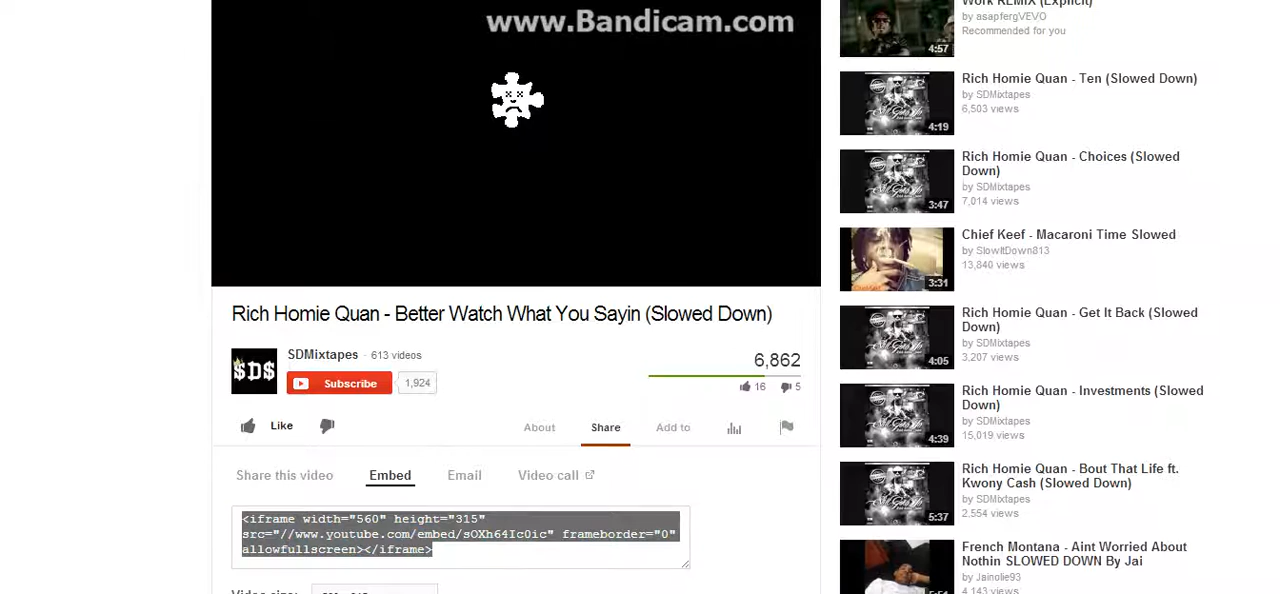 www.Bandicam.com
Rich Homie Quan - Better Watch What You Sayin (Slowed Down)
$D$
SDMixtapes · 613 videos
Subscribe 1,924
6,862
16 5
Like
About Share Add to
Share this video Embed Email Video call
<iframe width="560" height="315"
src="//www.youtube.com/embed/sOXh64Ic0ic" frameborder="0"
allowfullscreen></iframe>
Video size:
Work REMIX (Explicit)
by asapfergVEVO
Recommended for you
4:57
Rich Homie Quan - Ten (Slowed Down)
by SDMixtapes
6,503 views
4:19
Rich Homie Quan - Choices (Slowed
Down)
by SDMixtapes
7,014 views
3:47
Chief Keef - Macaroni Time Slowed
by SlowItDown813
13,840 views
3:31
Rich Homie Quan - Get It Back (Slowed
Down)
by SDMixtapes
3,207 views
4:05
Rich Homie Quan - Investments (Slowed
Down)
by SDMixtapes
15,019 views
4:39
Rich Homie Quan - Bout That Life ft.
Kwony Cash (Slowed Down)
by SDMixtapes
2,554 views
5:37
French Montana - Aint Worried About
Nothin SLOWED DOWN By Jai
by Jainolie93
4,143 views